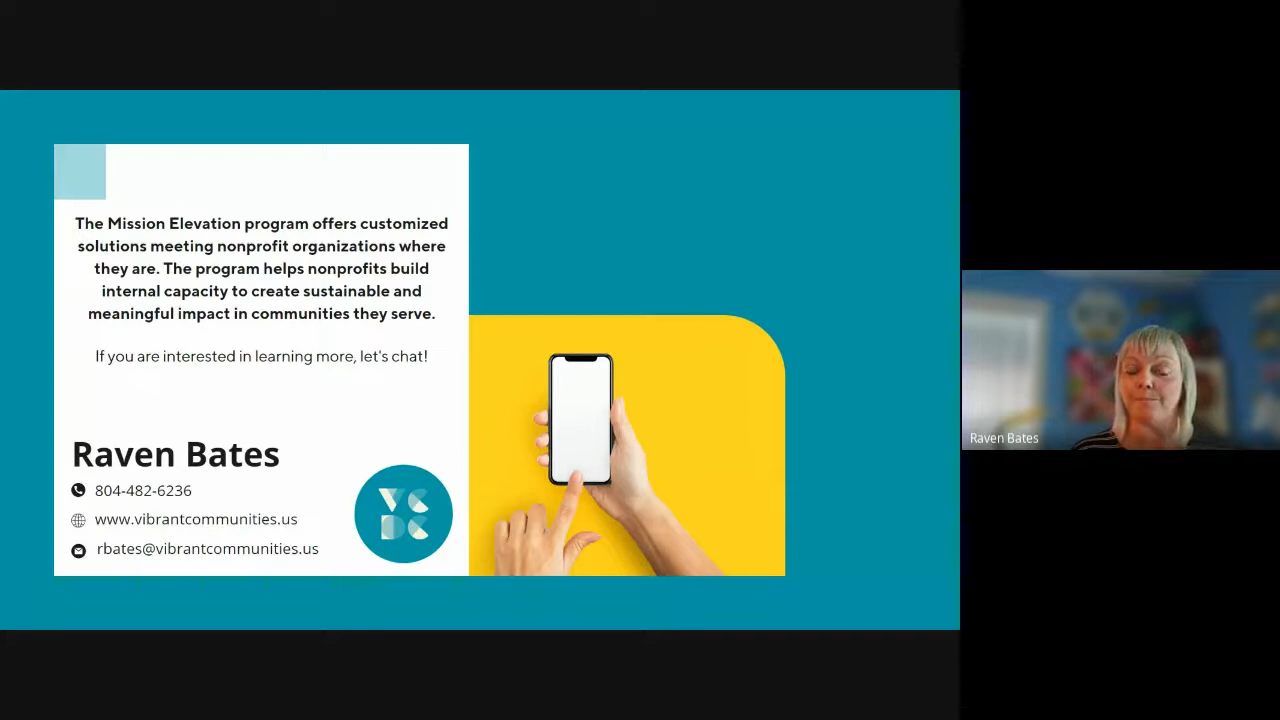 The Mission Elevation program offers customized
solutions meeting nonprofit organizations where
they are. The program helps nonprofits build
internal capacity to create sustainable and
meaningful impact in communities they serve.
If you are interested in learning more, let's chat!
Raven Bates
804-482-6236
www.vibrantcommunities.us
rbates@vibrantcommunities.us
VC
DC
Raven Bates